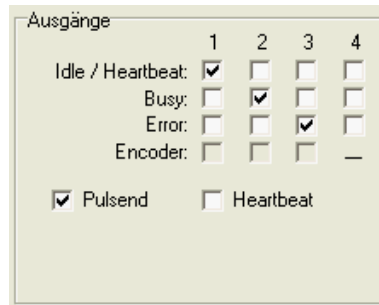 Ausgänge
1 2 3 4
Idle / Heartbeat:
Busy:
Error:
Encoder:
Pulsend Heartbeat